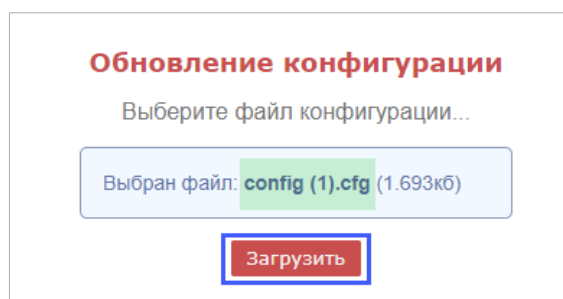 Обновление конфигурации
Выберите файл конфигурации...
Выбран файл: config (1).cfg (1.693кб)
Загрузить